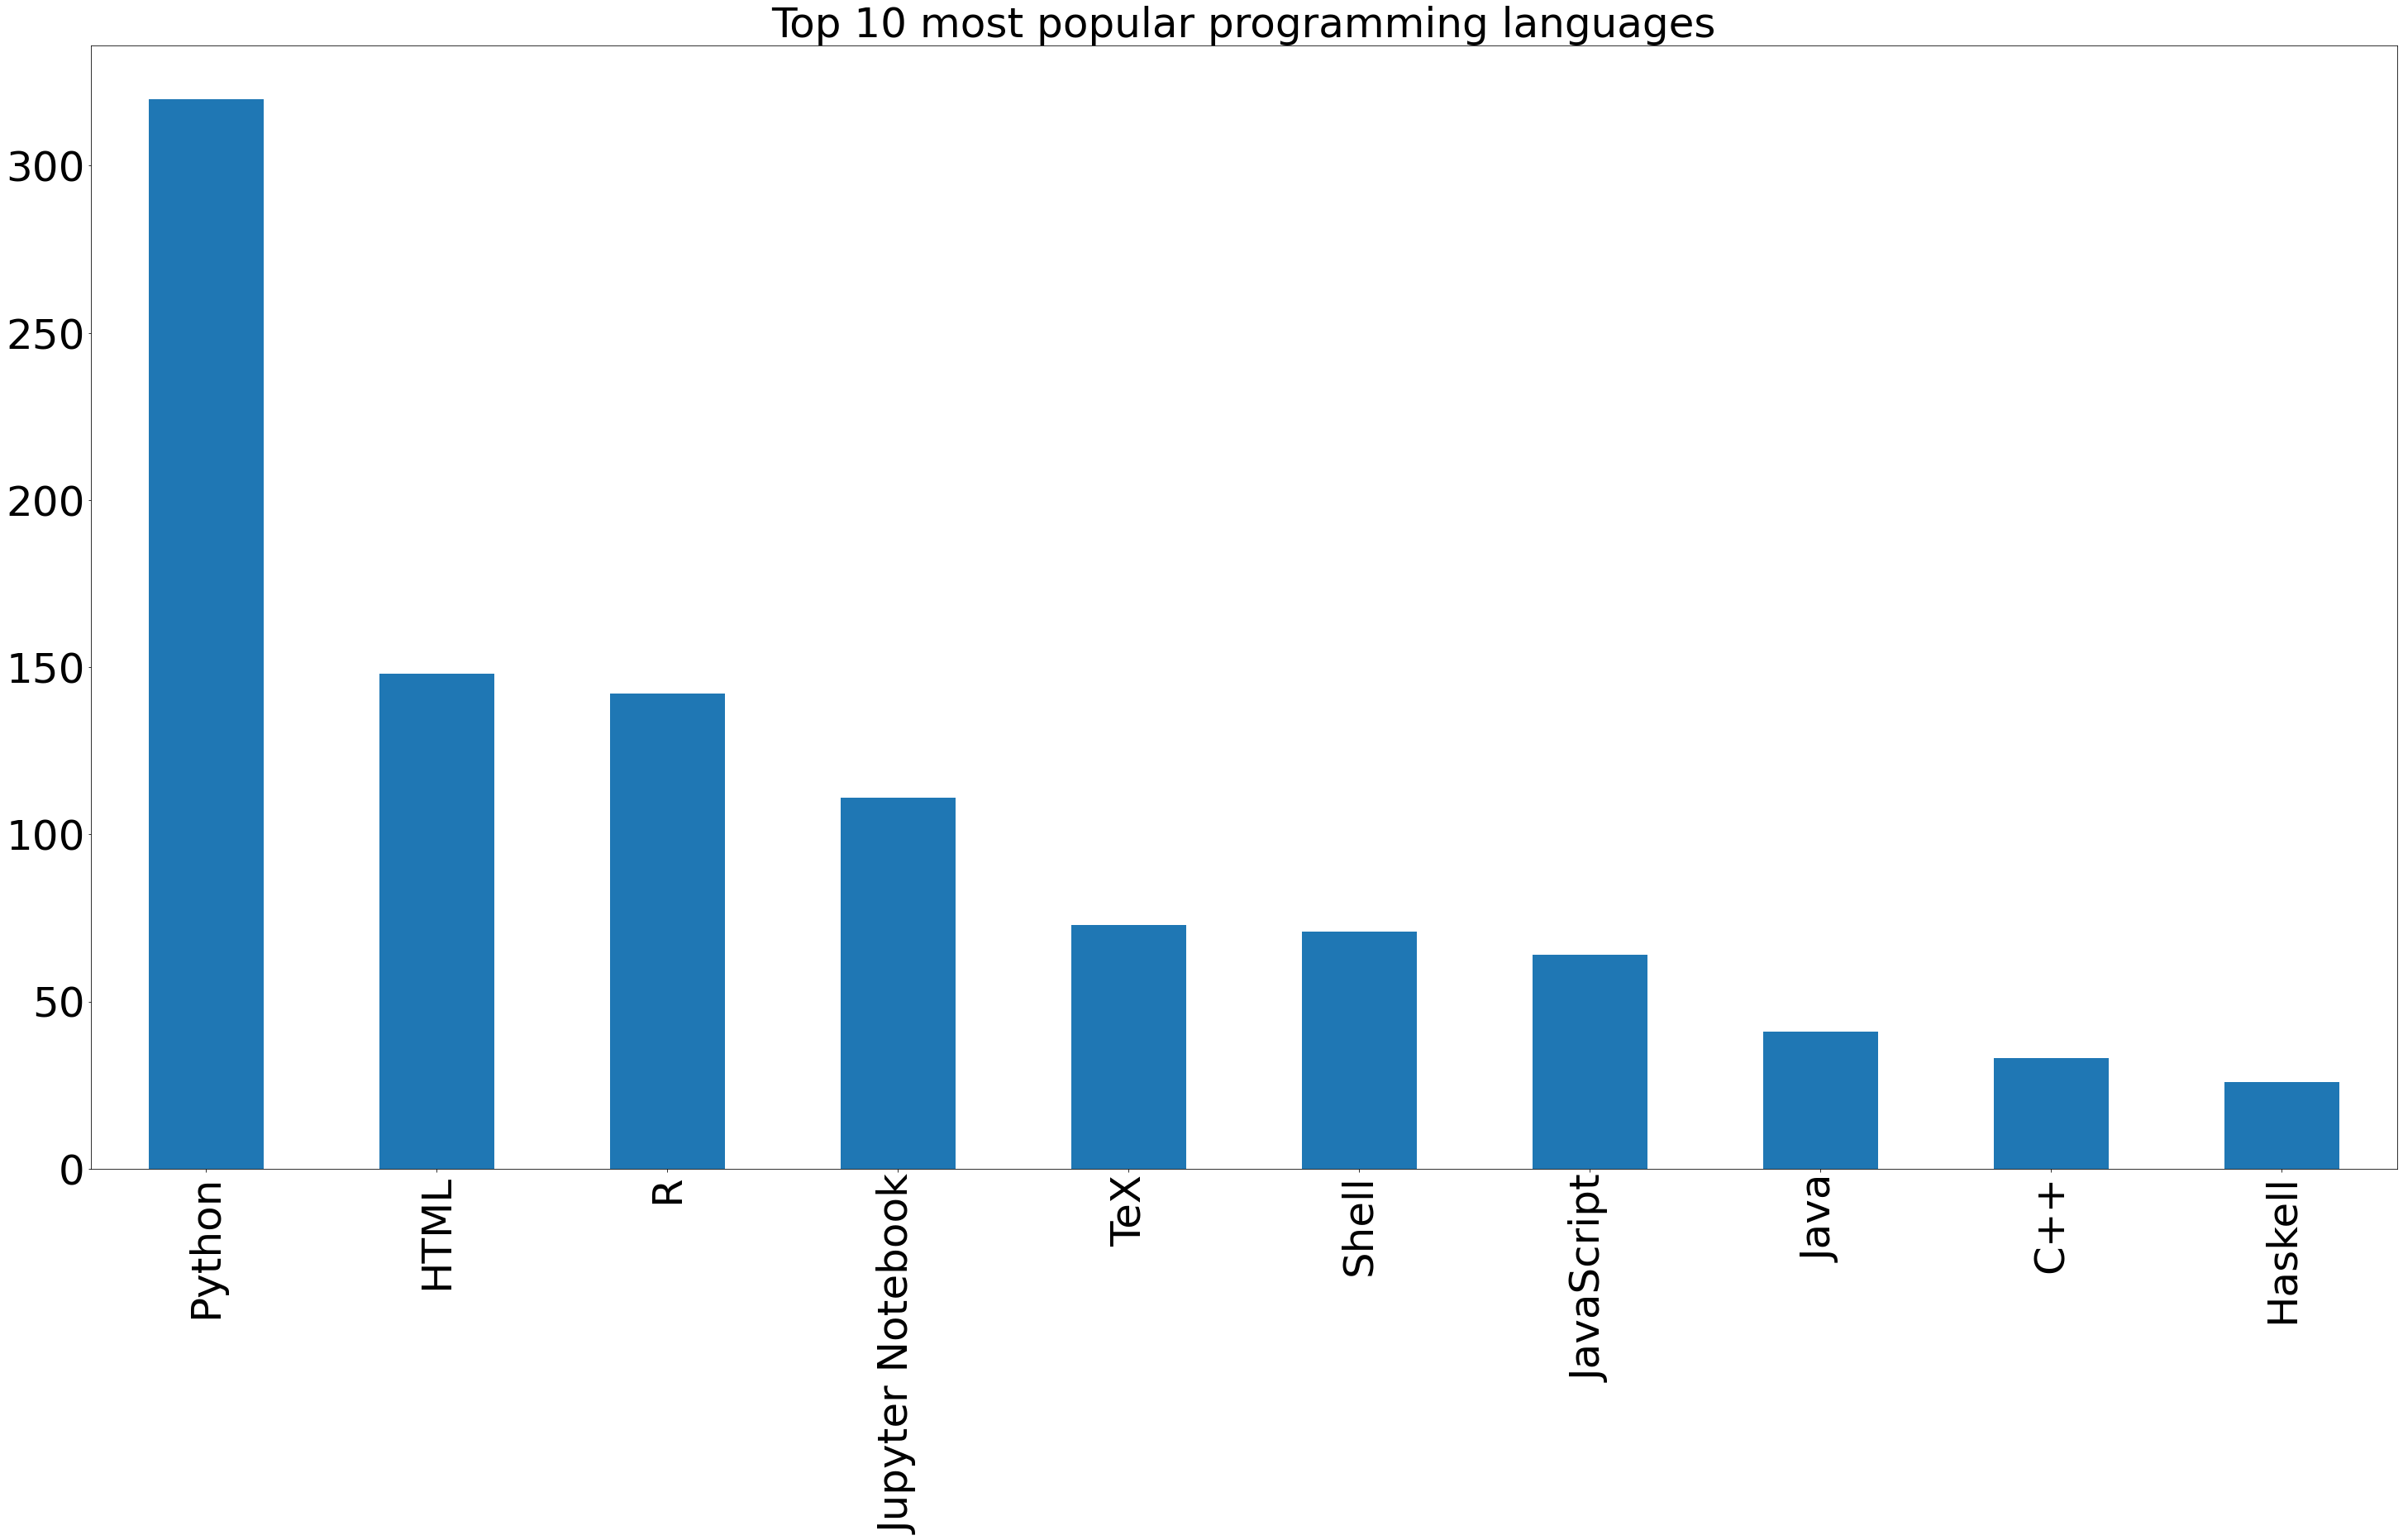 Top 10 most popular programming languages
300
250
200
150
100
50
0
Python
HTML
R
Jupyter Notebook
TeX
Shell
JavaScript
Java
C++
Haskell